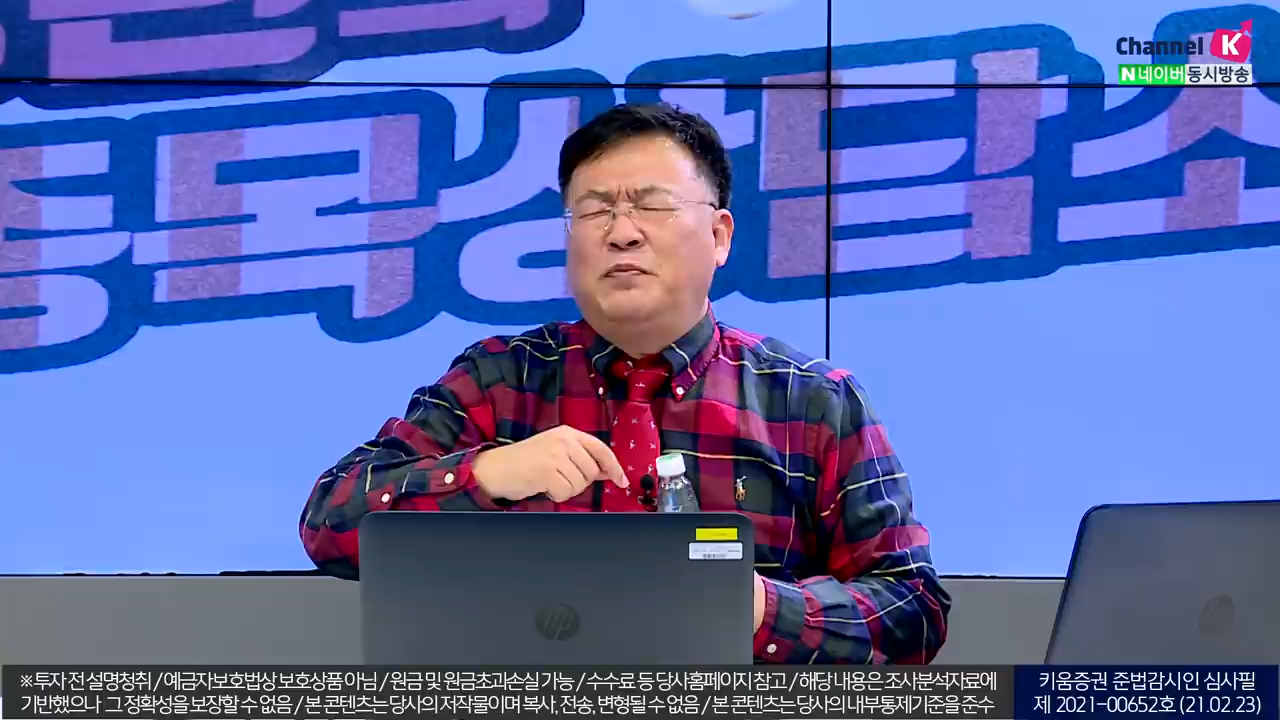 Channel K
N 네이버 동시방송
종목상담소
hp
※ 투자 전 설명청취 / 예금자보호법상 보호상품 아님 / 원금 및 원금초과손실 가능 / 수수료 등 당사홈페이지 참고 / 해당 내용은 조사분석자료에
기반했으나 그 정확성을 보장할 수 없음 / 본 콘텐츠는 당사의 저작물이며 복사, 전송, 변형될 수 없음 / 본 콘텐츠는 당사의 내부통제기준을 준수
키움증권 준법감시인 심사필
제 2021-00652호 (21.02.23)